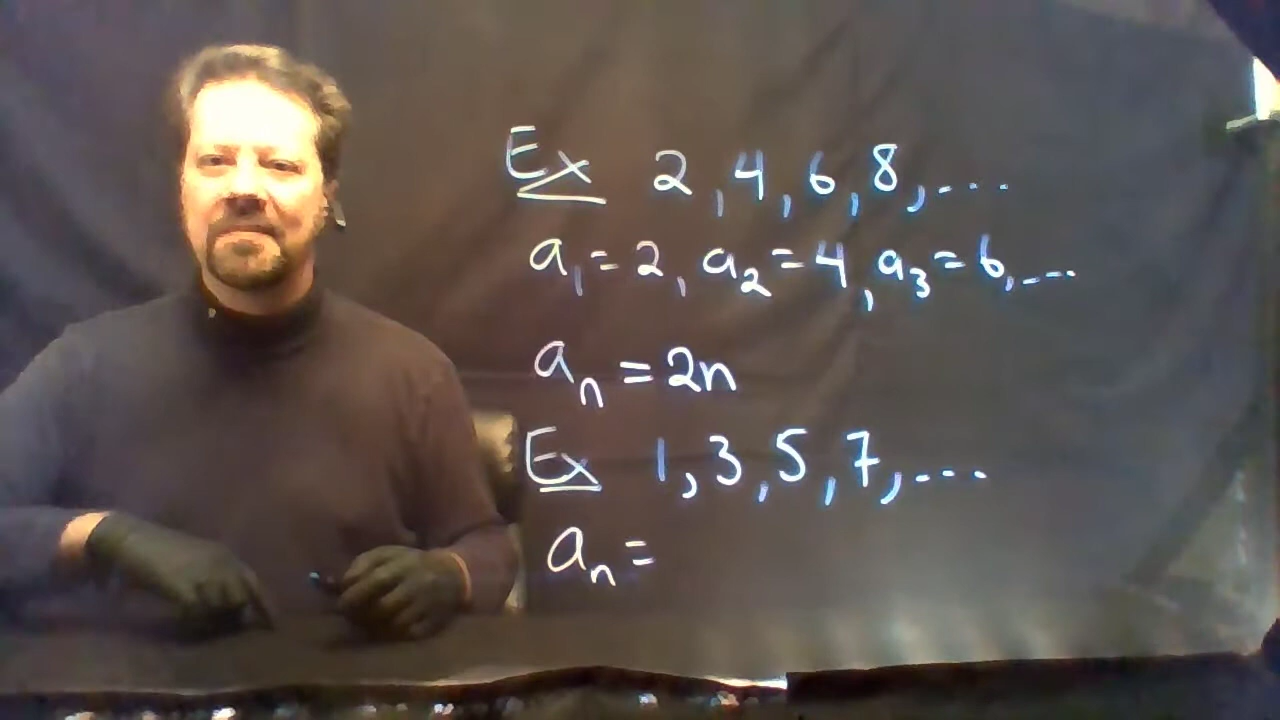 Ex 2, 4, 6, 8, ...
a₁ = 2, a₂ = 4, a₃ = 6, ...
aₙ = 2n
Ex 1, 3, 5, 7, ...
aₙ =